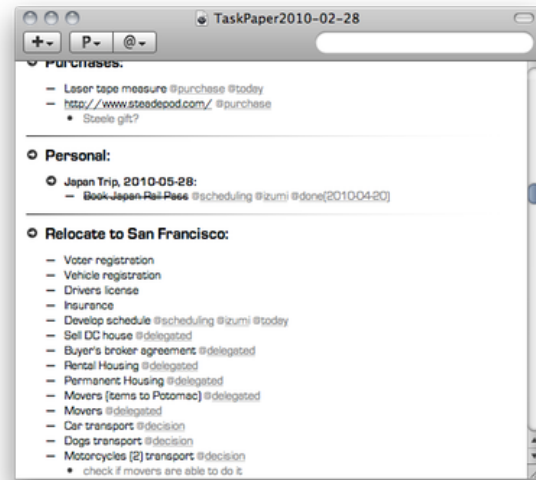 TaskPaper2010-02-28
P
@
Purchases:
– Laser tape measure @purchase @today
– http://www.steadepod.com/ @purchase
• Steele gift?
Personal:
Japan Trip, 2010-05-28:
– Book Japan Rail Pass @scheduling @izumi @done(2010-04-20)
Relocate to San Francisco:
– Voter registration
– Vehicle registration
– Drivers license
– Insurance
– Develop schedule @scheduling @izumi @today
– Sell DC house @delegated
– Buyer's broker agreement @delegated
– Rental Housing @delegated
– Permanent Housing @delegated
– Movers (items to Potomac) @delegated
– Movers @delegated
– Car transport @decision
– Dogs transport @decision
– Motorcycles (2) transport @decision
• check if movers are able to do it